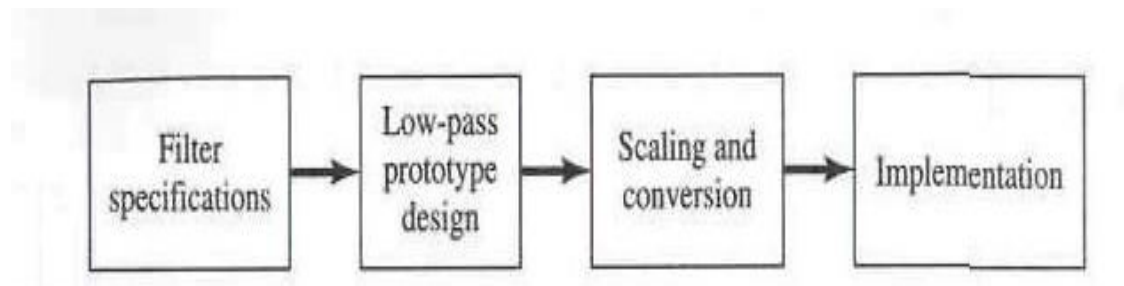 Filter
specifications
Low-pass
prototype
design
Scaling and
conversion
Implementation